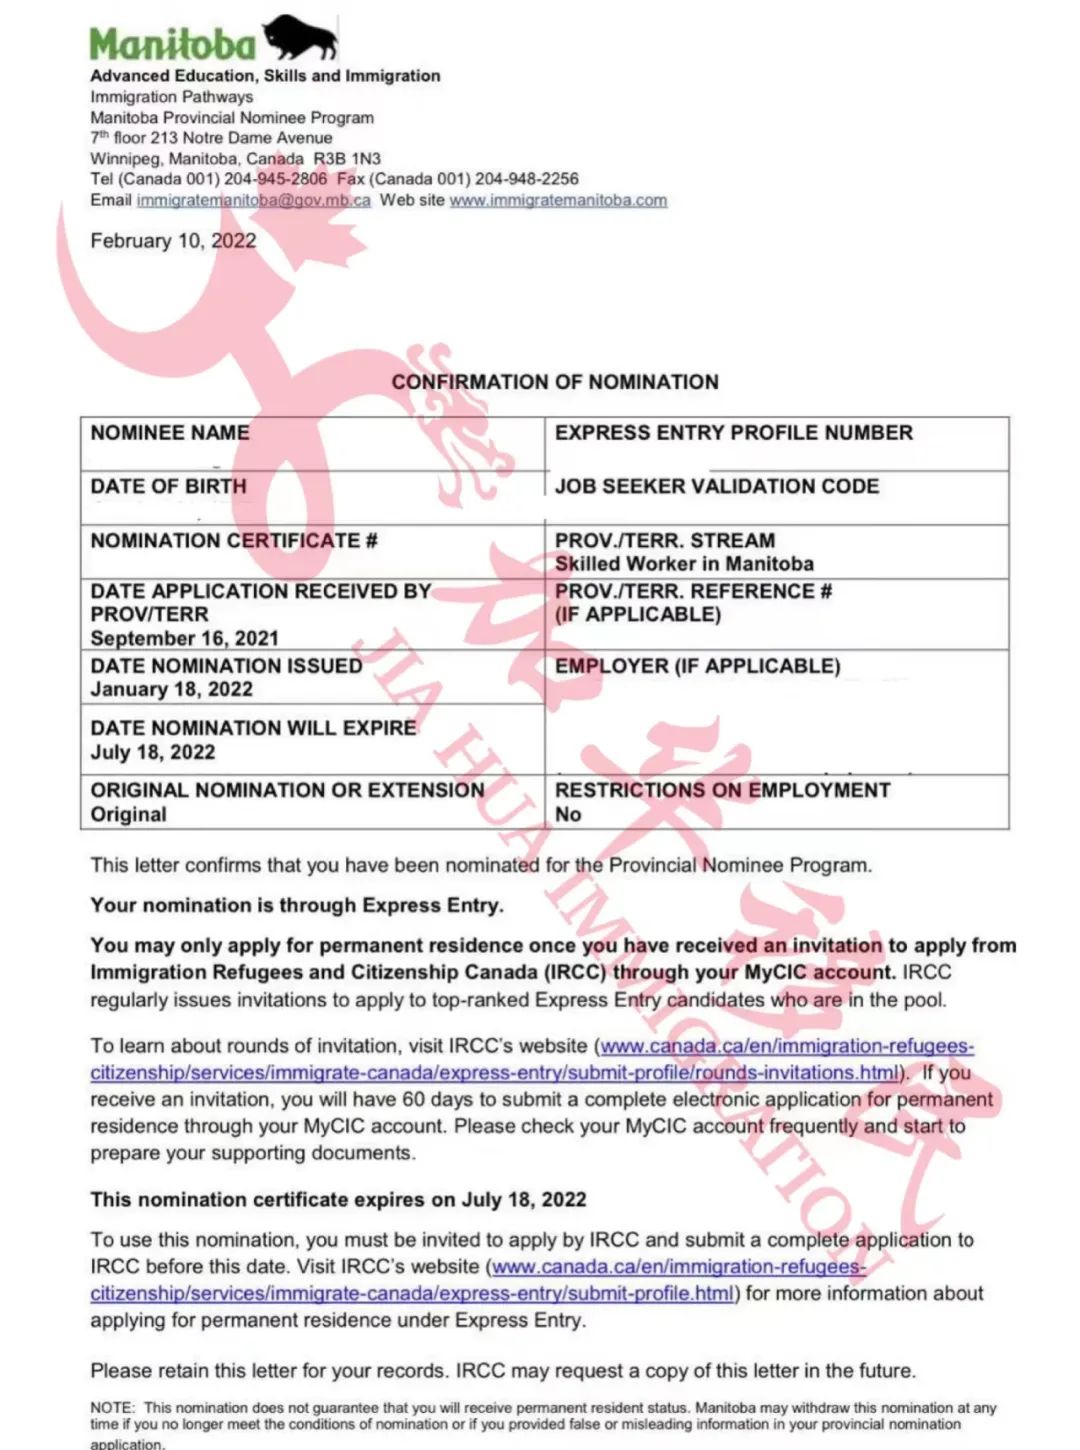 Manitoba
Advanced Education, Skills and Immigration
Immigration Pathways
Manitoba Provincial Nominee Program
7th floor 213 Notre Dame Avenue
Winnipeg, Manitoba, Canada R3B 1N3
Tel (Canada 001) 204-945-2806 Fax (Canada 001) 204-948-2256
Email immigratemanitoba@gov.mb.ca Web site www.immigratemanitoba.com
February 10, 2022
CONFIRMATION OF NOMINATION
NOMINEE NAME
EXPRESS ENTRY PROFILE NUMBER
DATE OF BIRTH
JOB SEEKER VALIDATION CODE
NOMINATION CERTIFICATE #
PROV./TERR. STREAM
Skilled Worker in Manitoba
DATE APPLICATION RECEIVED BY
PROV/TERR
September 16, 2021
PROV./TERR. REFERENCE #
(IF APPLICABLE)
DATE NOMINATION ISSUED
January 18, 2022
EMPLOYER (IF APPLICABLE)
DATE NOMINATION WILL EXPIRE
July 18, 2022
ORIGINAL NOMINATION OR EXTENSION
Original
RESTRICTIONS ON EMPLOYMENT
No
This letter confirms that you have been nominated for the Provincial Nominee Program.
Your nomination is through Express Entry.
You may only apply for permanent residence once you have received an invitation to apply from
Immigration Refugees and Citizenship Canada (IRCC) through your MyCIC account. IRCC
regularly issues invitations to apply to top-ranked Express Entry candidates who are in the pool.
To learn about rounds of invitation, visit IRCC's website (www.canada.ca/en/immigration-refugees-
citizenship/services/immigrate-canada/express-entry/submit-profile/rounds-invitations.html). If you
receive an invitation, you will have 60 days to submit a complete electronic application for permanent
residence through your MyCIC account. Please check your MyCIC account frequently and start to
prepare your supporting documents.
This nomination certificate expires on July 18, 2022
To use this nomination, you must be invited to apply by IRCC and submit a complete application to
IRCC before this date. Visit IRCC's website (www.canada.ca/en/immigration-refugees-
citizenship/services/immigrate-canada/express-entry/submit-profile.html) for more information about
applying for permanent residence under Express Entry.
Please retain this letter for your records. IRCC may request a copy of this letter in the future.
NOTE: This nomination does not guarantee that you will receive permanent resident status. Manitoba may withdraw this nomination at any
time if you no longer meet the conditions of nomination or if you provided false or misleading information in your provincial nomination
application.
加华移民
JIA HUA IMMIGRATION